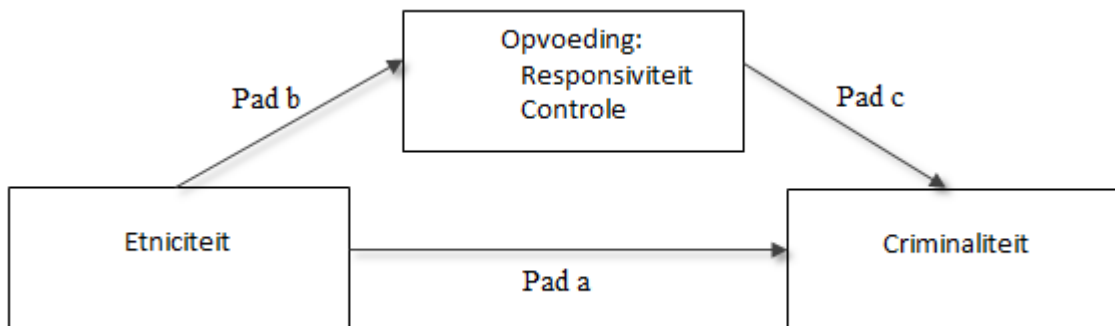 Opvoeding:
Responsiviteit
Controle
Pad b
Pad c
Etniciteit
Criminaliteit
Pad a